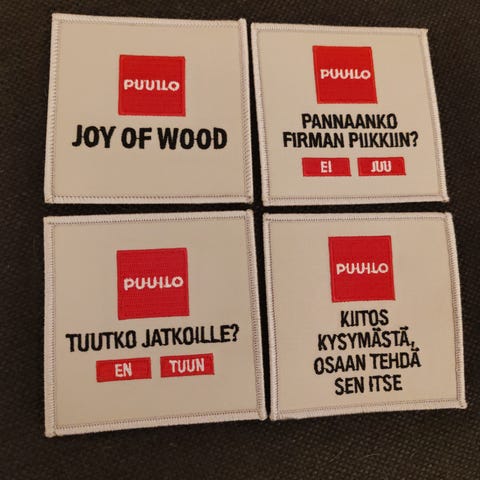 PUUILO
JOY OF WOOD
PUUILO
PANNAANKO
FIRMAN PIIKKIIN?
EI JUU
PUUILO
TUUTKO JATKOILLE?
EN TUUN
PUUILO
KIITOS
KYSYMÄSTÄ,
OSAAN TEHDÄ
SEN ITSE